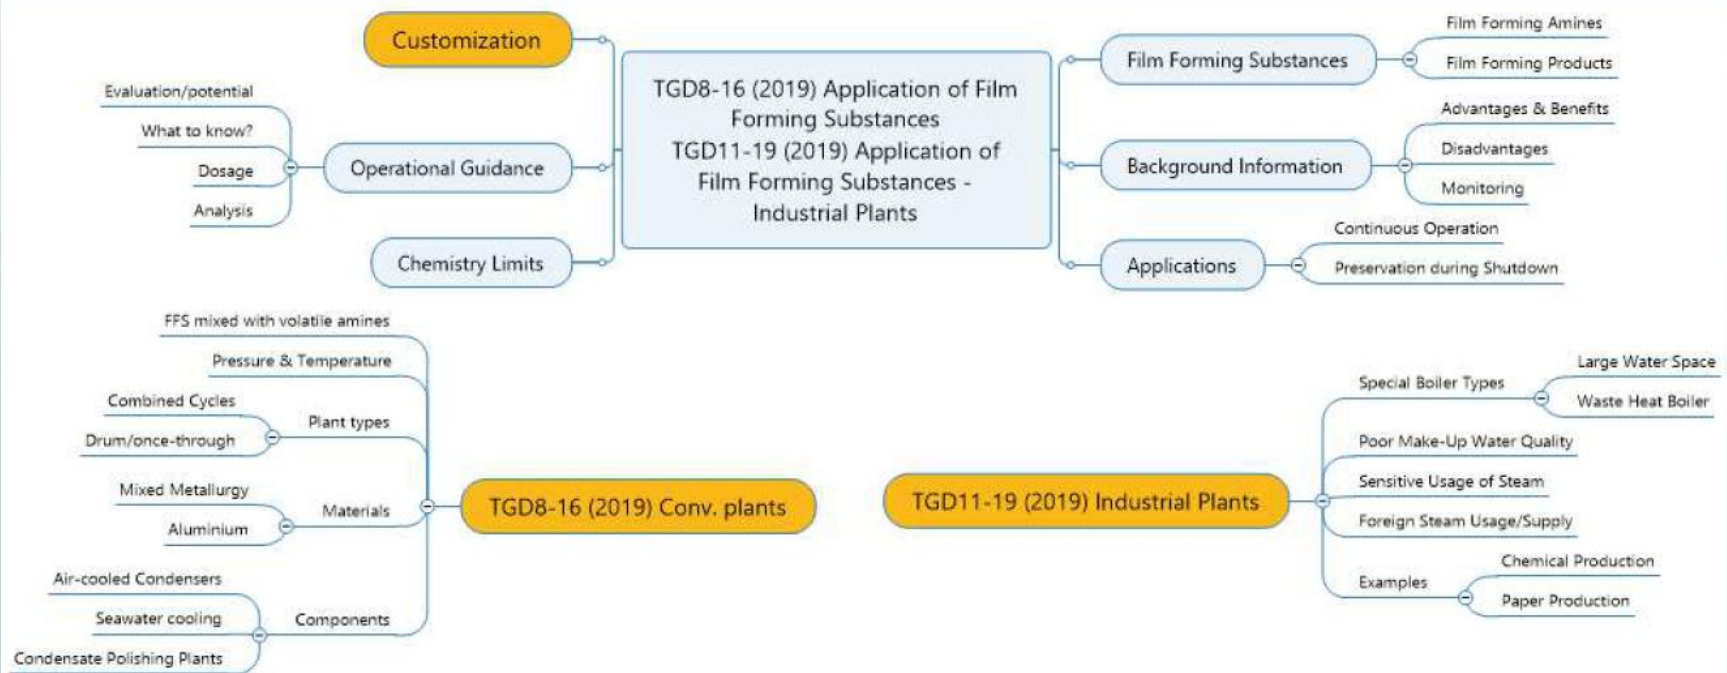 Customization
Evaluation/potential
What to know?
Dosage
Analysis
Operational Guidance
Chemistry Limits
TGD8-16 (2019) Application of Film
Forming Substances
TGD11-19 (2019) Application of
Film Forming Substances -
Industrial Plants
Film Forming Substances
Film Forming Amines
Film Forming Products
Background Information
Advantages & Benefits
Disadvantages
Monitoring
Applications
Continuous Operation
Preservation during Shutdown
FFS mixed with volatile amines
Pressure & Temperature
Combined Cycles
Drum/once-through
Plant types
Mixed Metallurgy
Aluminium
Materials
Air-cooled Condensers
Seawater cooling
Condensate Polishing Plants
Components
TGD8-16 (2019) Conv. plants
TGD11-19 (2019) Industrial Plants
Special Boiler Types
Large Water Space
Waste Heat Boiler
Poor Make-Up Water Quality
Sensitive Usage of Steam
Foreign Steam Usage/Supply
Examples
Chemical Production
Paper Production